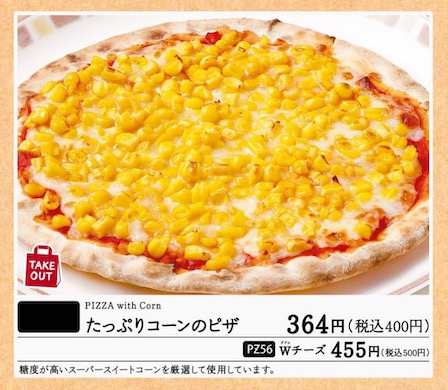 TAKE
OUT
PIZZA with Corn
たっぷりコーンのピザ 364円(税込400円)
PZ56 Wチーズ 455円(税込500円)
糖度が高いスーパースイートコーンを厳選して使用しています。